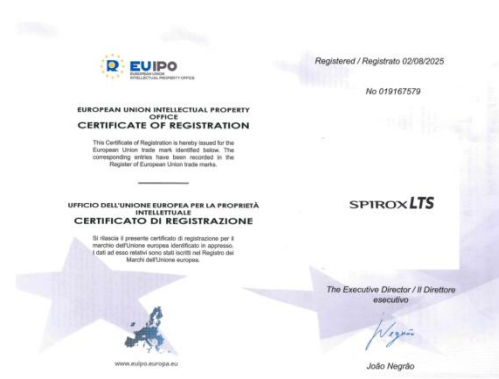 EUIPO
EUROPEAN UNION
INTELLECTUAL PROPERTY OFFICE
EUROPEAN UNION INTELLECTUAL PROPERTY
OFFICE
CERTIFICATE OF REGISTRATION
This Certificate of Registration is hereby issued for the
European Union trade mark identified below. The
corresponding entries have been recorded in the
Register of European Union trade marks.
UFFICIO DELL'UNIONE EUROPEA PER LA PROPRIETÀ
INTELLETTUALE
CERTIFICATO DI REGISTRAZIONE
Si rilascia il presente certificato di registrazione per il
marchio dell'Unione europea identificato in appresso.
I dati ad esso relativi sono stati iscritti nel Registro dei
Marchi dell'Unione europea.
www.euipo.europa.eu
Registered / Registrato 02/08/2025
No 019167579
SPIROX LTS
The Executive Director / Il Direttore
esecutivo
Negrão
João Negrão